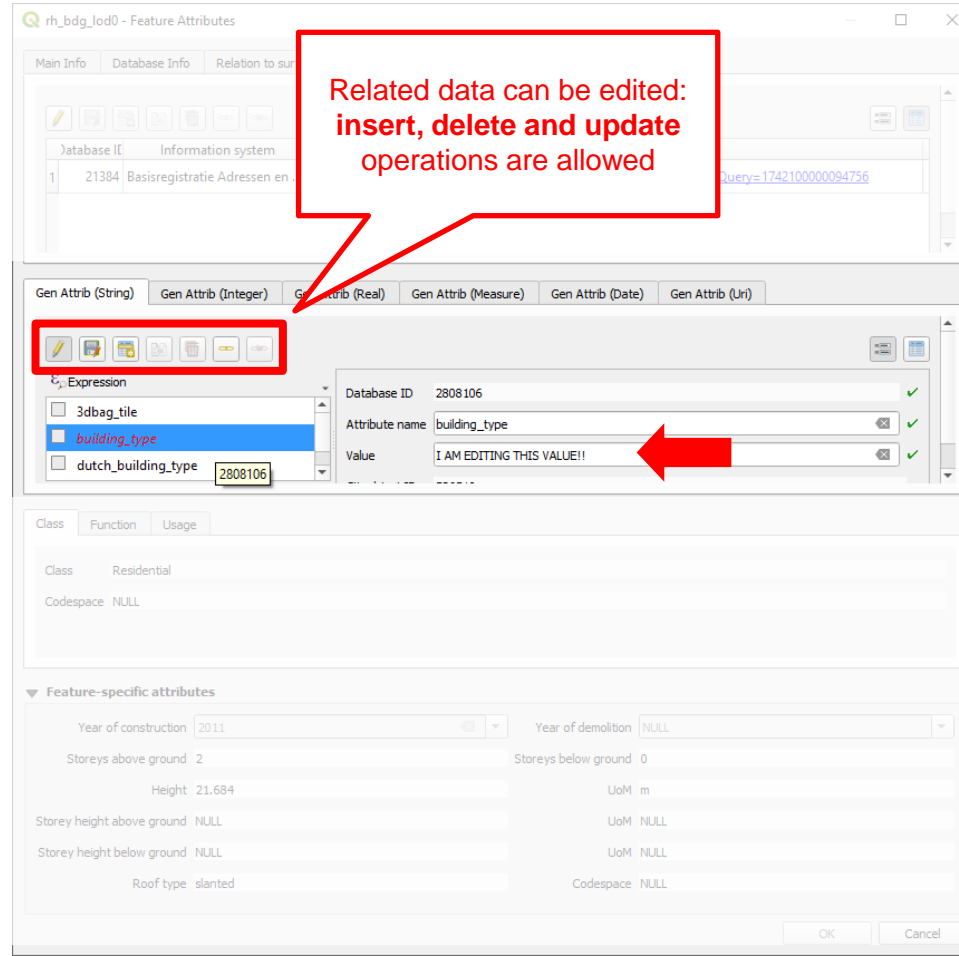 rh_bdg_lod0 - Feature Attributes
Main Info Database Info Relation to sur
Related data can be edited:
insert, delete and update
operations are allowed
Information system
1 21384 Basisregistratie Adressen en
Query=1742100000094756
Gen Attrib (String) Gen Attrib (Integer) Gen Attrib (Real) Gen Attrib (Measure) Gen Attrib (Date) Gen Attrib (Uri)
Expression
3dbag_tile
building_type
dutch_building_type
2808106
Database ID 2808106
Attribute name building_type
Value I AM EDITING THIS VALUE!!
Class Function Usage
Class Residential
Codespace NULL
Feature-specific attributes
Year of construction 2011 Year of demolition NULL
Storeys above ground 2 Storeys below ground 0
Height 21.684 UoM m
Storey height above ground NULL UoM NULL
Storey height below ground NULL UoM NULL
Roof type slanted Codespace NULL
OK Cancel